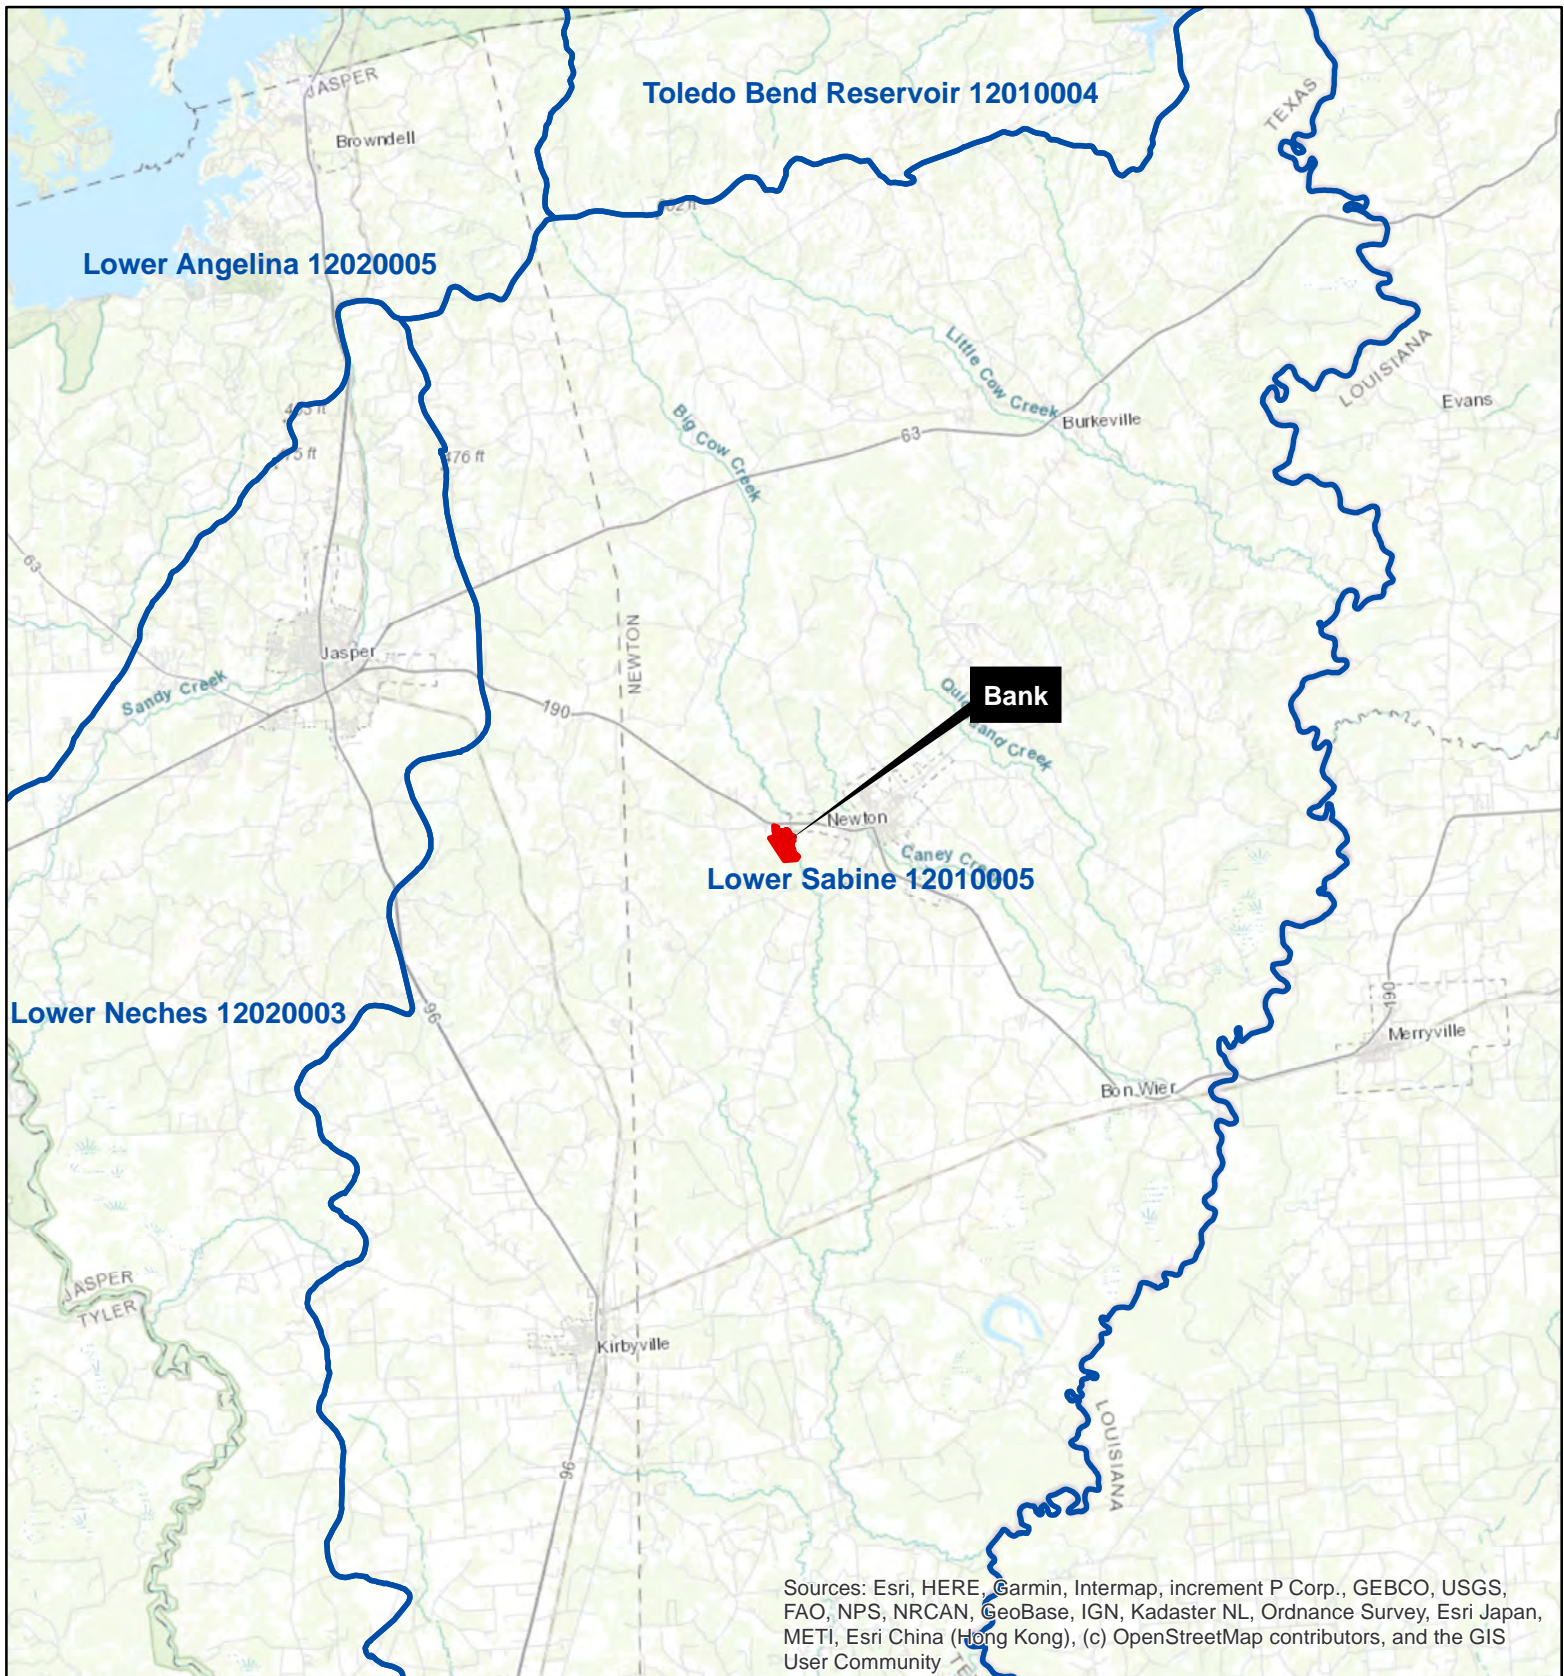 JASPER
Toledo Bend Reservoir 12010004
TEXAS
Browndell
Lower Angelina 12020005
Little Cow Creek
LOUISIANA
Evans
Big Cow Creek
Burkeville
63
476 ft
63
Jasper
NEWTON
Sandy Creek
Bank
190
Creek
Newton
Caney Creek
Lower Sabine 12010005
190
Lower Neches 12020003
96
Merryville
Bon Wier
JASPER
TYLER
Kirbyville
LOUISIANA
96
Sources: Esri, HERE, Garmin, Intermap, increment P Corp., GEBCO, USGS,
FAO, NPS, NRCAN, GeoBase, IGN, Kadaster NL, Ordnance Survey, Esri Japan,
METI, Esri China (Hong Kong), (c) OpenStreetMap contributors, and the GIS
User Community